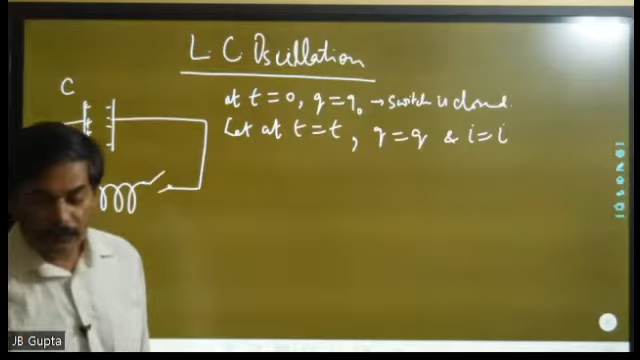 L C Oscillation
C
at t = 0, q = q₀ → switch is closed.
Let at t = t, q = q & i = i
JB Gupta